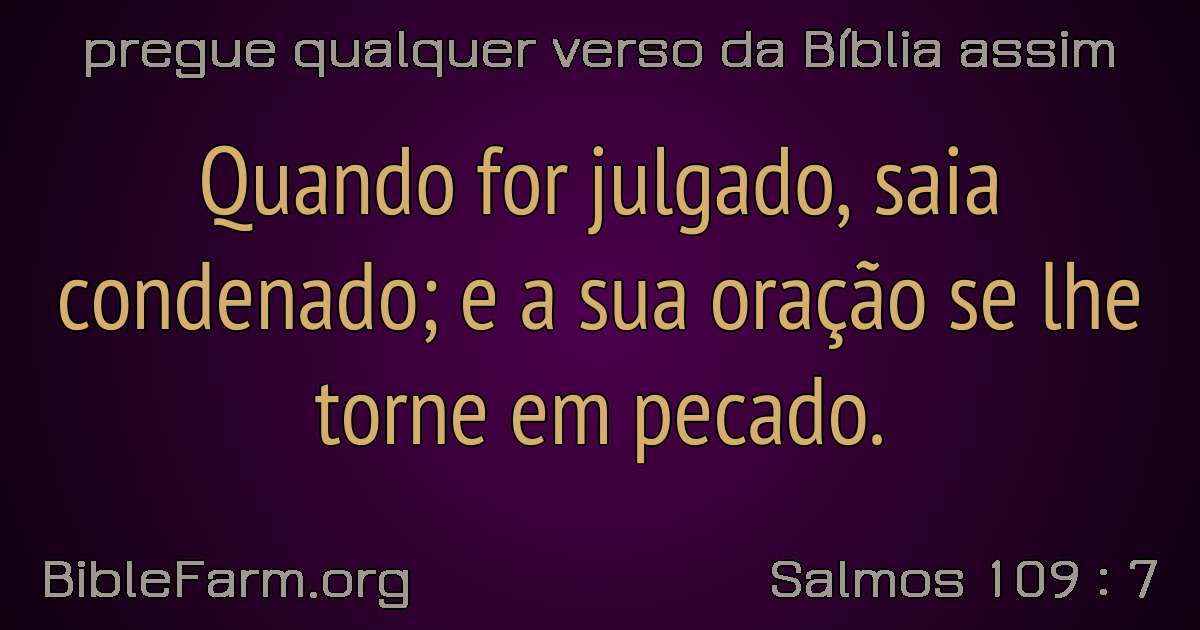 pregue qualquer verso da Bíblia assim
Quando for julgado, saia
condenado; e a sua oração se lhe
torne em pecado.
BibleFarm.org
Salmos 109 : 7